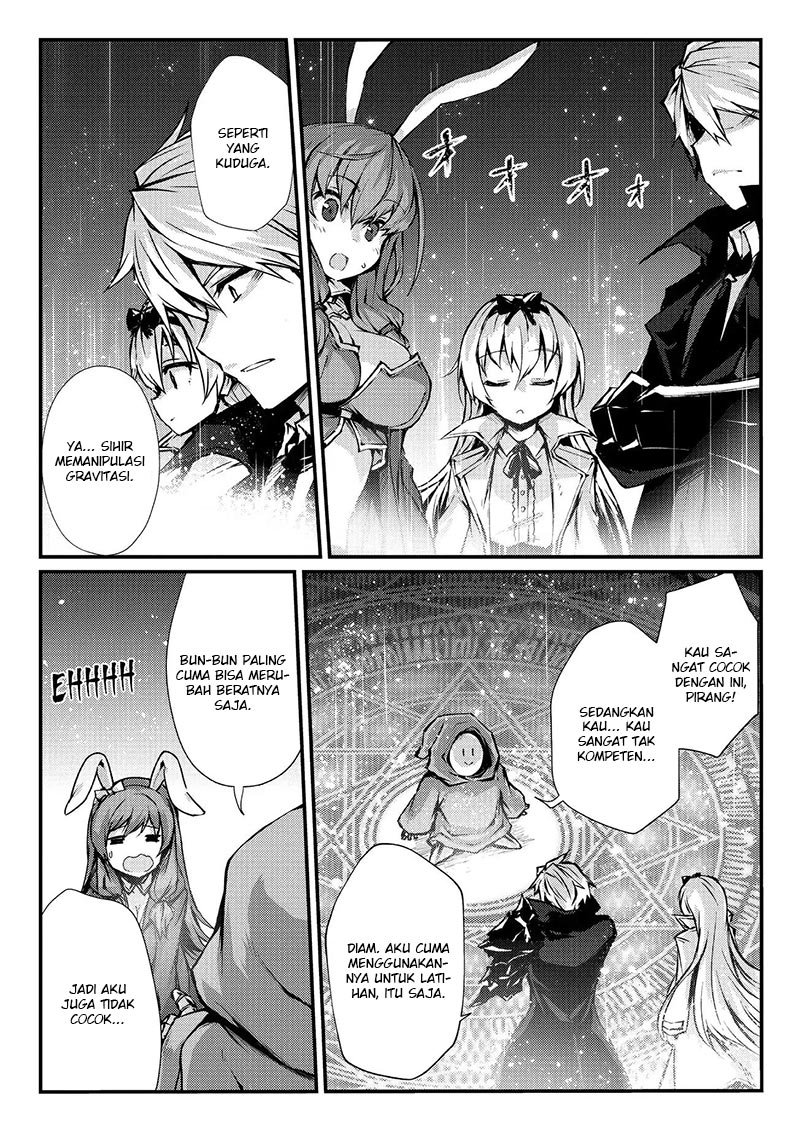 オオオオ
SEPERTI
YANG
KUDUGA.
YA... SIHIR
MEMANIPULASI
GRAVITASI.
KAU SA-
NGAT COCOK
DENGAN INI,
PIRANG!
SEDANGKAN
KAU... KAU
SANGAT TAK
KOMPETEN...
DIAM. AKU CUMA
MENGGUNAKAN-
NYA UNTUK LATI-
HAN, ITU SAJA.
BUN-BUN PALING
CUMA BISA MERU-
BAH BERATNYA
SAJA.
EHHHH
JADI AKU
JUGA TIDAK
COCOK...